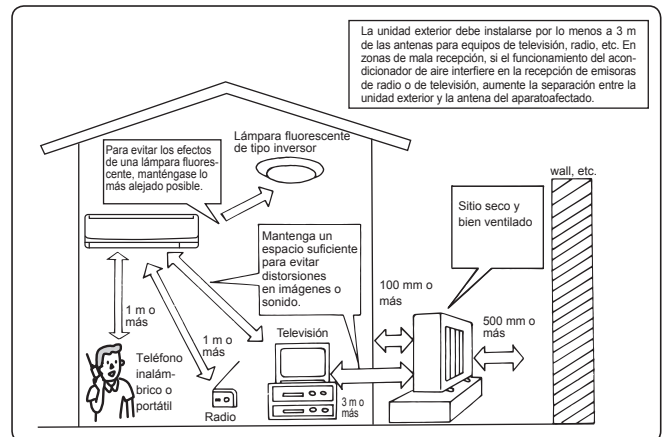 La unidad exterior debe instalarse por lo menos a 3 m
de las antenas para equipos de televisión, radio, etc. En
zonas de mala recepción, si el funcionamiento del acon-
dicionador de aire interfiere en la recepción de emisoras
de radio o de televisión, aumente la separación entre la
unidad exterior y la antena del aparatoafectado.
Lámpara fluorescente
de tipo inversor
Para evitar los efectos
de una lámpara fluores-
cente, manténgase lo
más alejado posible.
wall, etc.
Sitio seco y
bien ventilado
Mantenga un
espacio suficiente
para evitar
distorsiones
en imágenes o
sonido.
100 mm o
más
500 mm o
más
1 m o
más
1 m o
más
Televisión
Teléfono
inalám-
brico o
portátil
Radio
3 m o
más